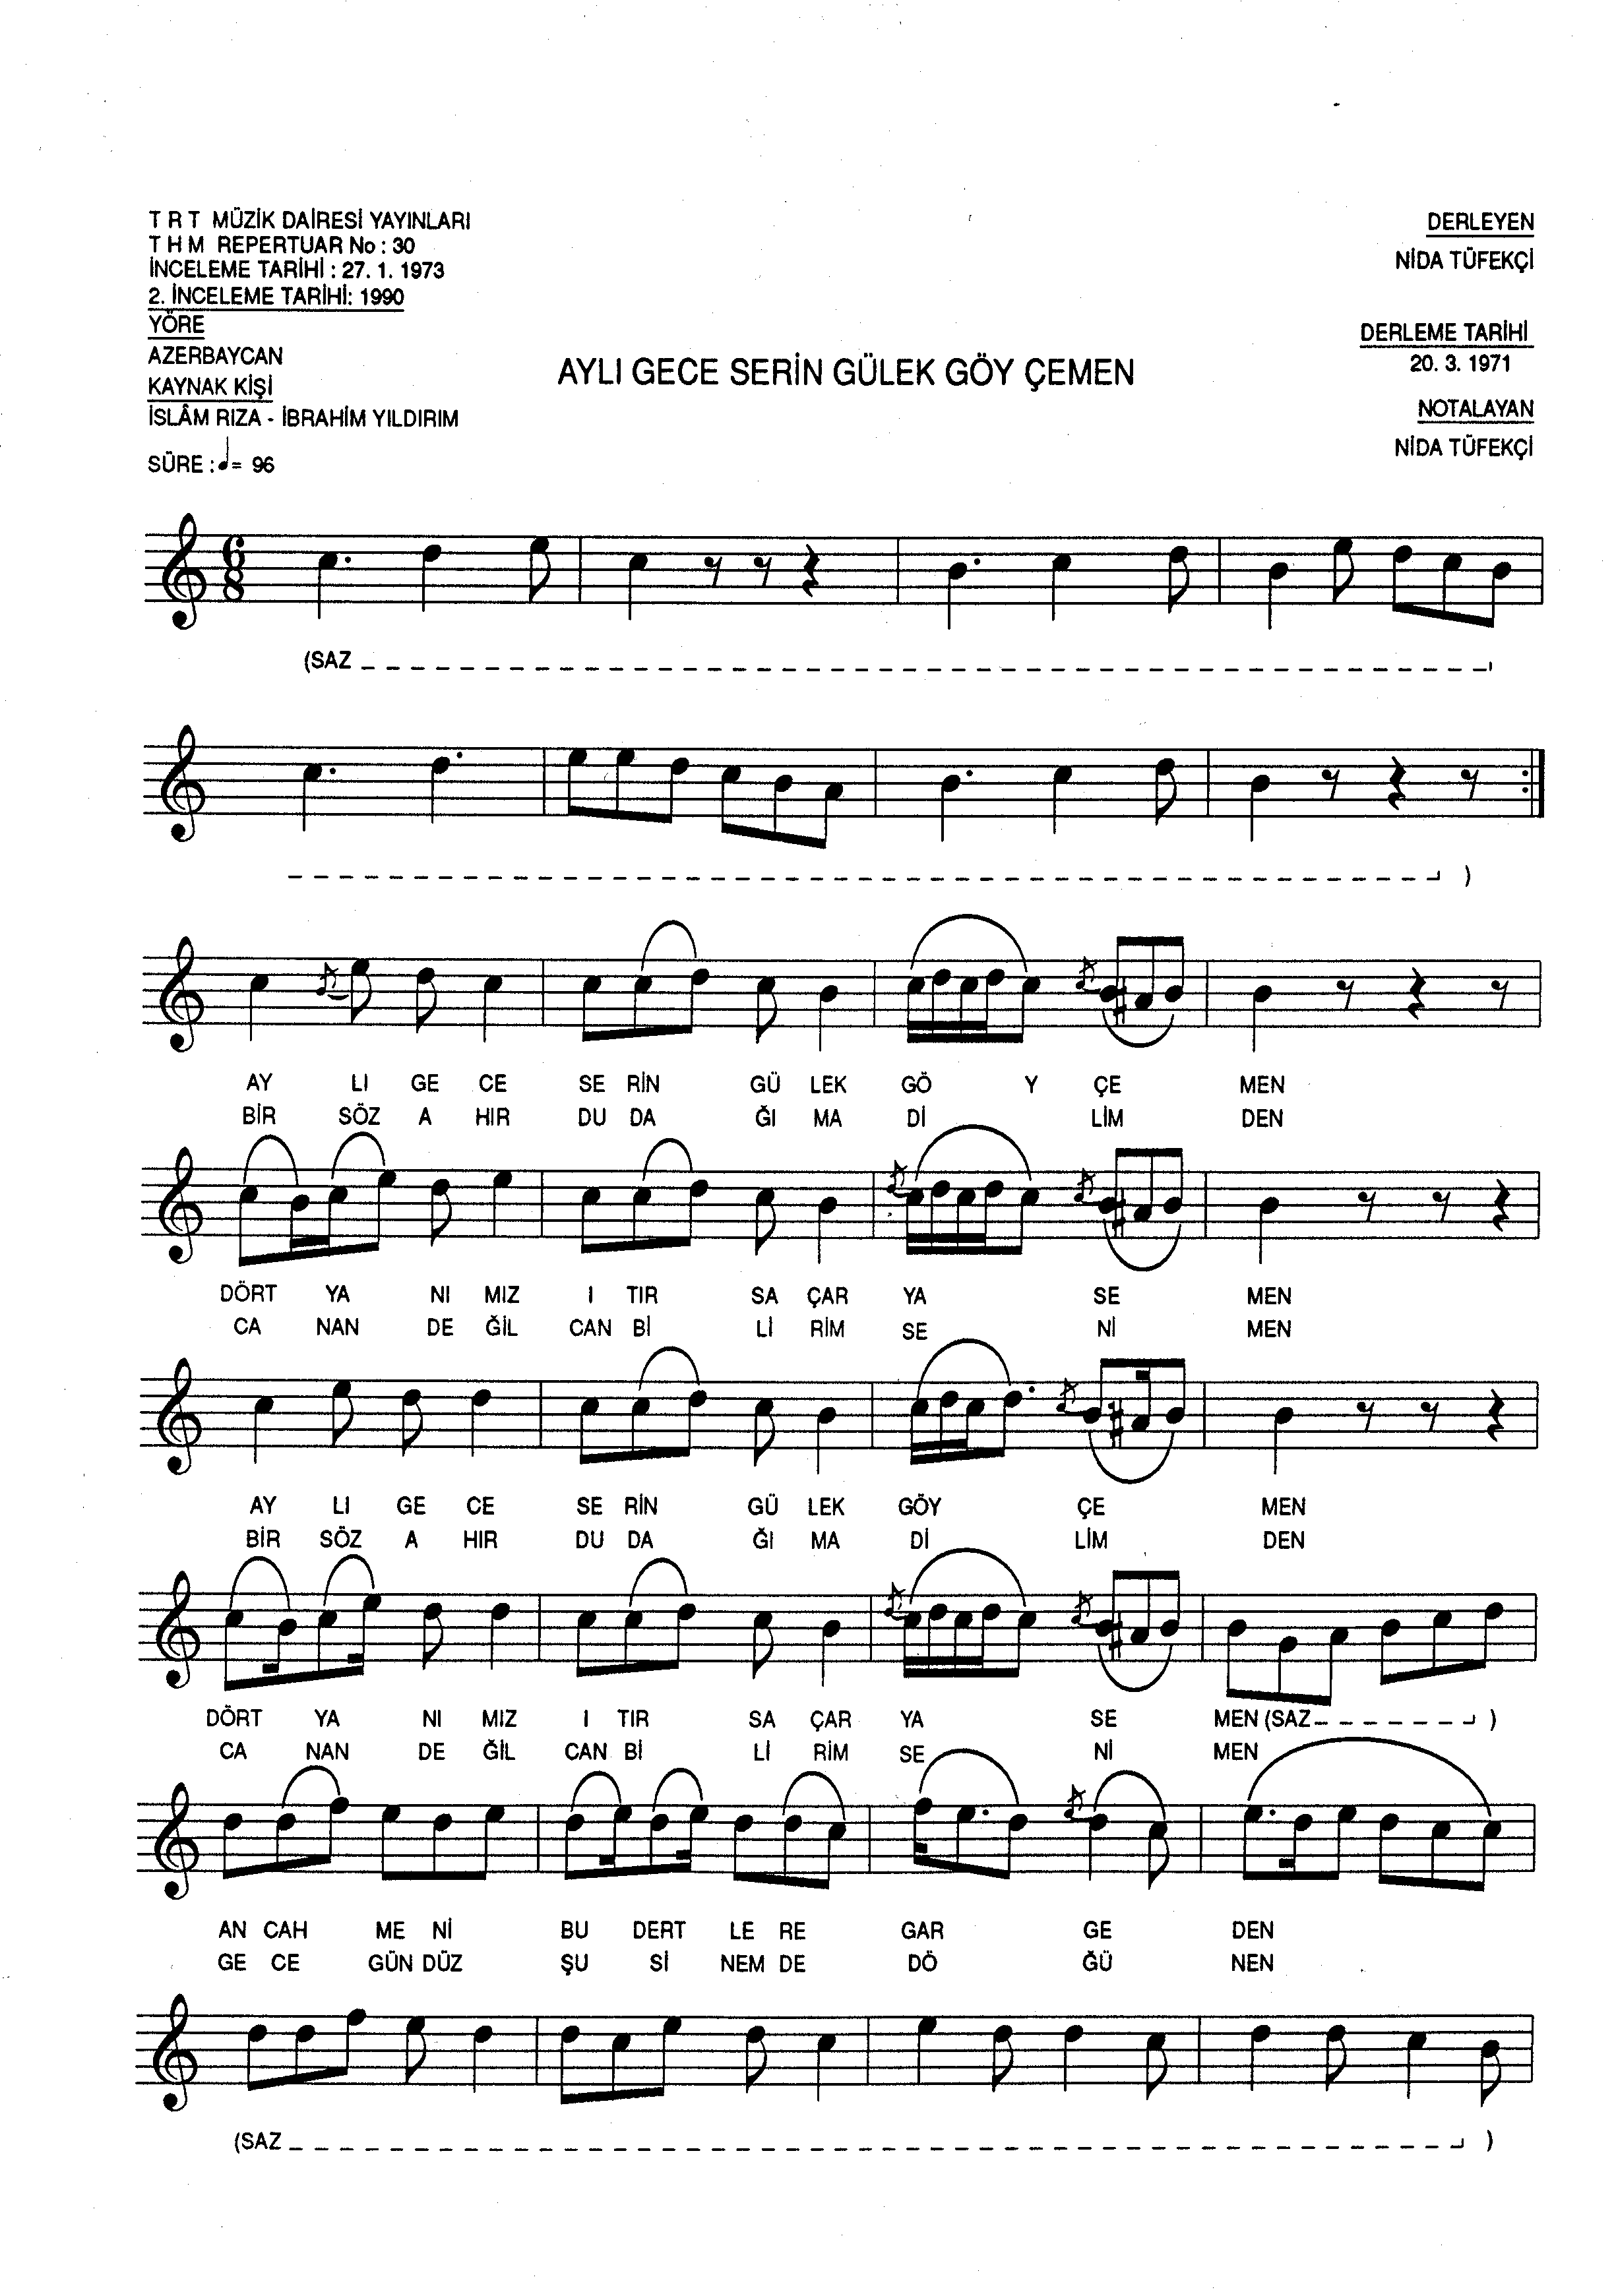 T R T MÜZİK DAİRESİ YAYINLARI
T H M REPERTUAR No : 30
İNCELEME TARİHİ : 27. 1. 1973
2. İNCELEME TARİHİ: 1990
YÖRE
AZERBAYCAN
KAYNAK KİŞİ
İSLÂM RIZA - İBRAHİM YILDIRIM
SÜRE : ♩= 96
AYLI GECE SERİN GÜLEK GÖY ÇEMEN
DERLEYEN
NİDA TÜFEKÇİ
DERLEME TARİHİ
20. 3. 1971
NOTALAYAN
NİDA TÜFEKÇİ
6
8
(SAZ
)
AY LI GE CE SE RİN GÜ LEK GÖ Y ÇE MEN
BİR SÖZ A HIR DU DA ĞI MA Dİ LİM DEN
DÖRT YA NI MIZ I TIR SA ÇAR YA SE MEN
CA NAN DE ĞİL CAN Bİ Lİ RİM SE Nİ MEN
AY LI GE CE SE RİN GÜ LEK GÖY ÇE MEN
BİR SÖZ A HIR DU DA ĞI MA Dİ LİM DEN
DÖRT YA NI MIZ I TIR SA ÇAR YA SE MEN (SAZ )
CA NAN DE ĞİL CAN Bİ Lİ RİM SE Nİ MEN
AN CAH ME Nİ BU DERT LE RE GAR GE DEN
GE CE GÜN DÜZ ŞU Sİ NEM DE DÖ ĞÜ NEN
(SAZ )